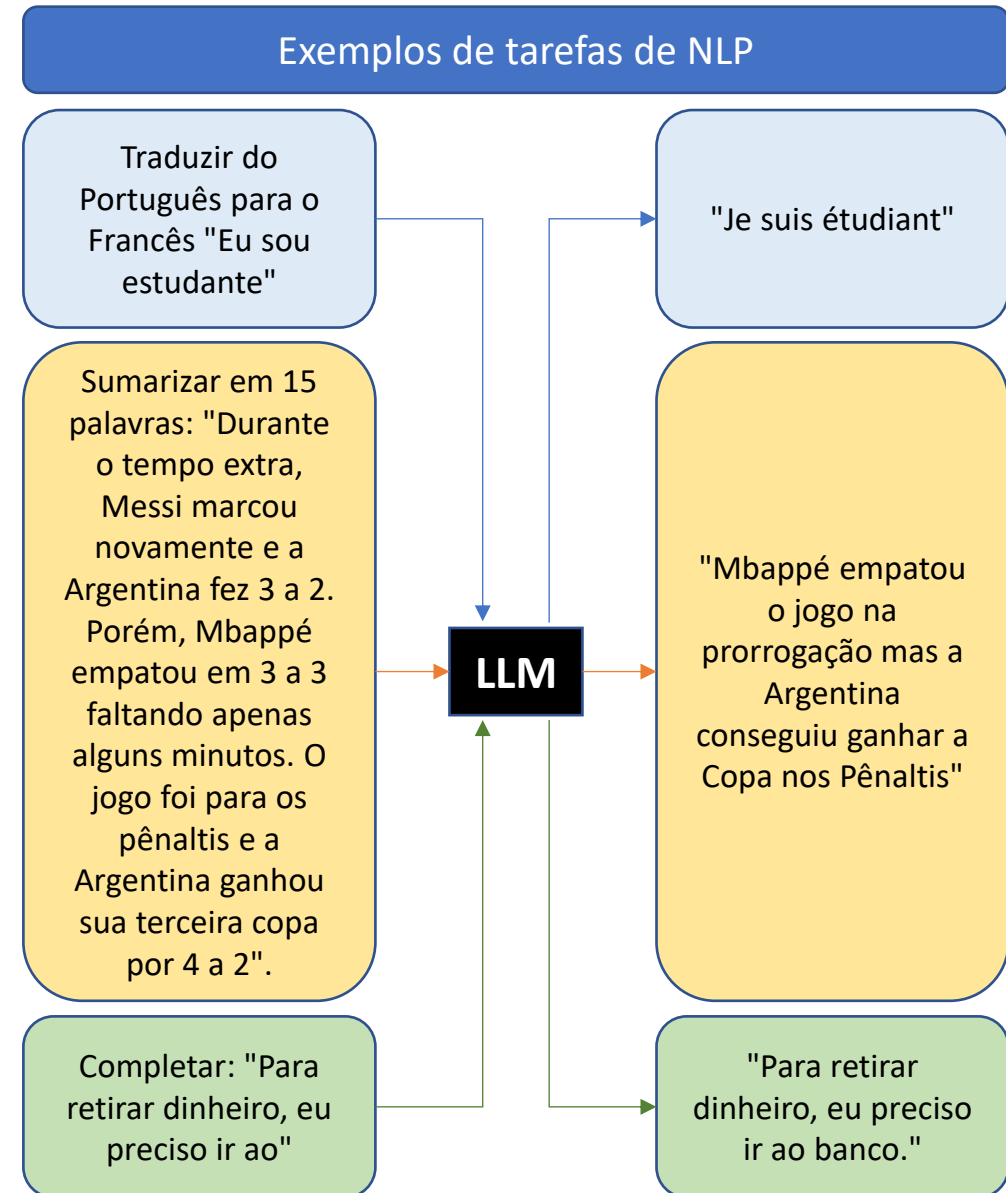 Exemplos de tarefas de NLP
Traduzir do
Português para o
Francês "Eu sou
estudante"
"Je suis étudiant"
Sumarizar em 15
palavras: "Durante
o tempo extra,
Messi marcou
novamente e a
Argentina fez 3 a 2.
Porém, Mbappé
empatou em 3 a 3
faltando apenas
alguns minutos. O
jogo foi para os
pênaltis e a
Argentina ganhou
sua terceira copa
por 4 a 2".
LLM
"Mbappé empatou
o jogo na
prorrogação mas a
Argentina
conseguiu ganhar a
Copa nos Pênaltis"
Completar: "Para
retirar dinheiro, eu
preciso ir ao"
"Para retirar
dinheiro, eu preciso
ir ao banco."